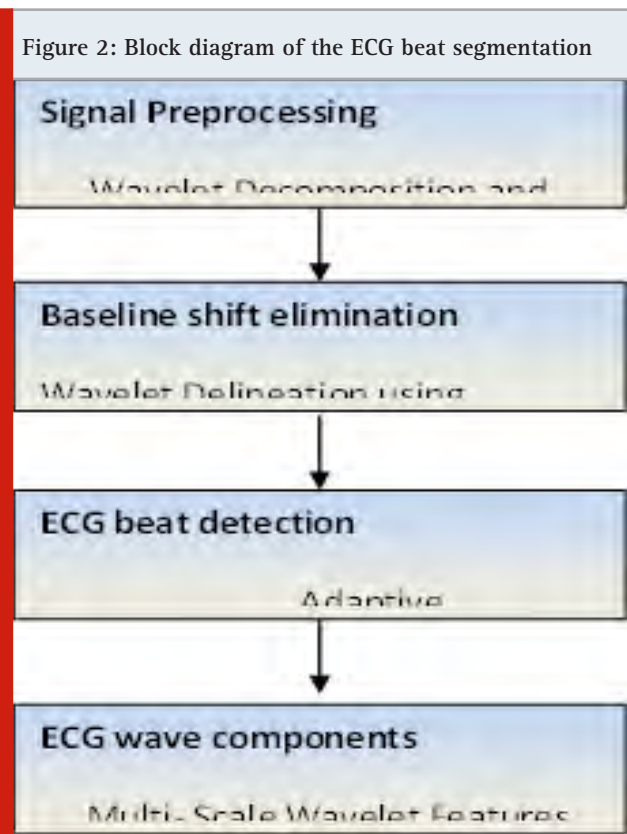 Figure 2: Block diagram of the ECG beat segmentation
Signal Preprocessing
Wavelet Decomposition and
Baseline shift elimination
Wavelet Delineation using
ECG beat detection
Adaptive
ECG wave components
Multi-Scale Wavelet Features